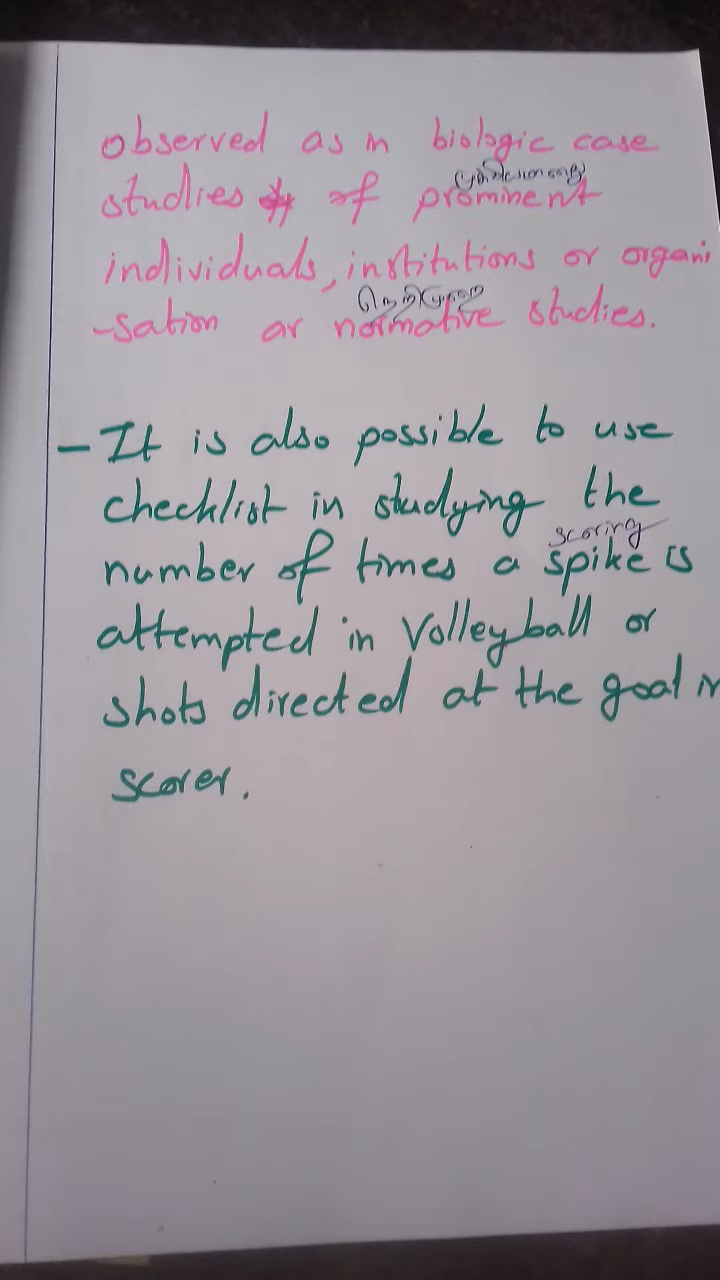 observed as in biologic case
studies of prominent
individuals, institutions or organi
-sation or normative studies.
- It is also possible to use
checklist in studying the
scoring
number of times a spike is
attempted in Volleyball or
shots directed at the goal in
scorer.